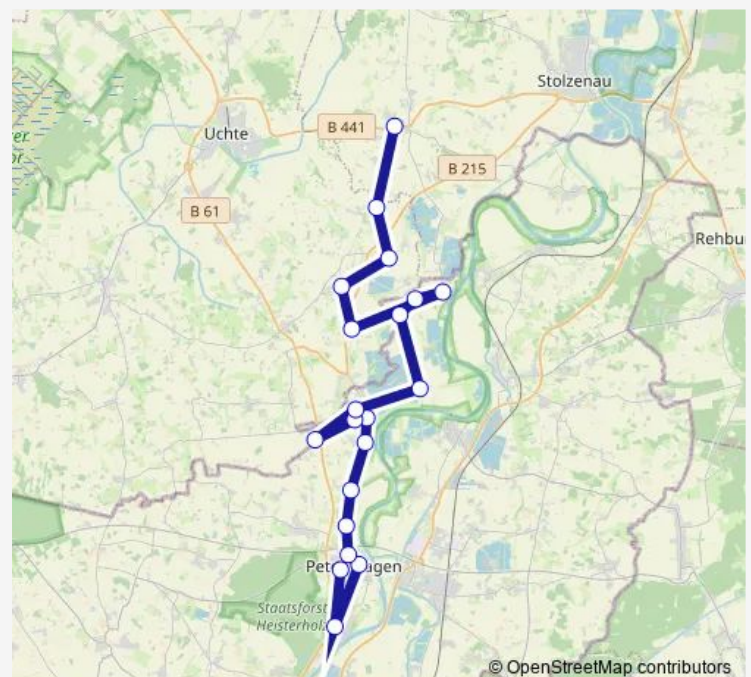 Stolzenau
B 441
Uchte
B 215
B 61
Rehbu
Staatsforst
Heisterholz
© OpenStreetMap contributors